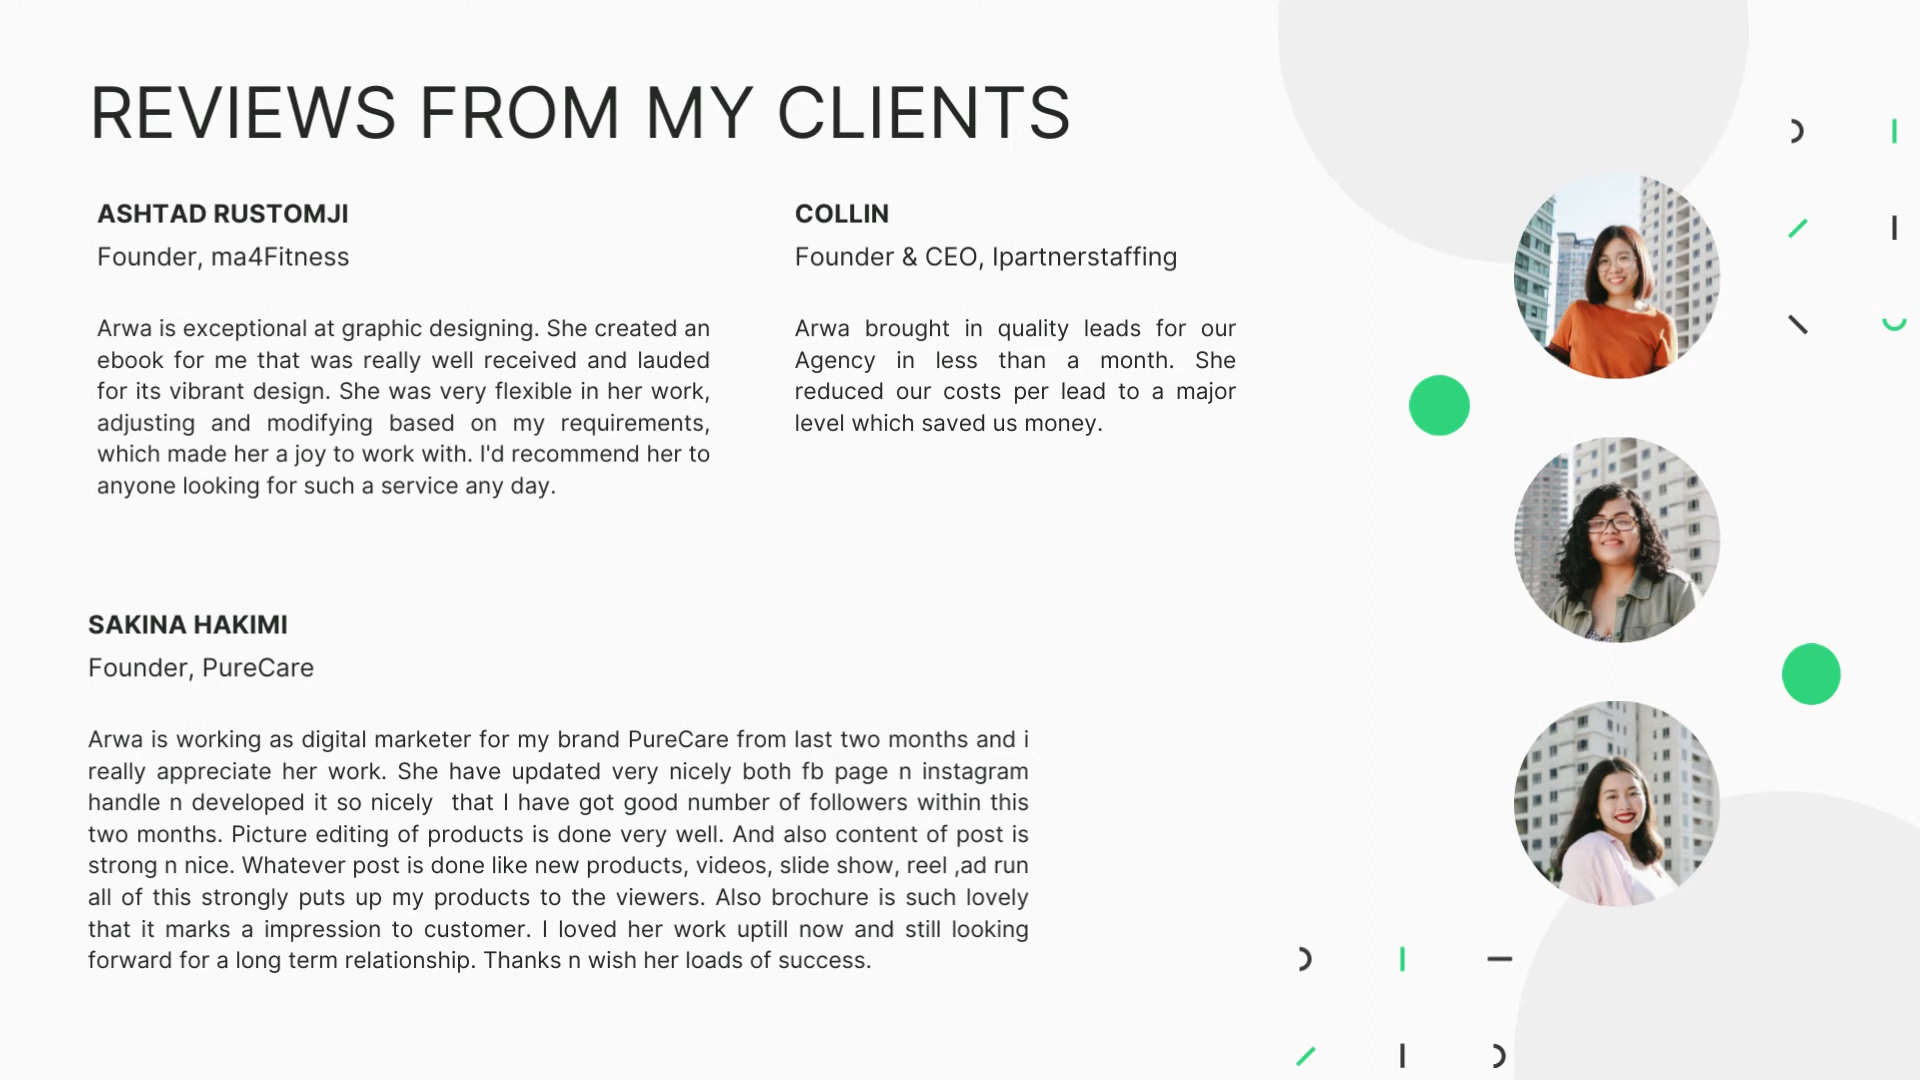 REVIEWS FROM MY CLIENTS
ASHTAD RUSTOMJI
Founder, ma4Fitness
Arwa is exceptional at graphic designing. She created an
ebook for me that was really well received and lauded
for its vibrant design. She was very flexible in her work,
adjusting and modifying based on my requirements,
which made her a joy to work with. I'd recommend her to
anyone looking for such a service any day.
COLLIN
Founder & CEO, Ipartnerstaffing
Arwa brought in quality leads for our
Agency in less than a month. She
reduced our costs per lead to a major
level which saved us money.
SAKINA HAKIMI
Founder, PureCare
Arwa is working as digital marketer for my brand PureCare from last two months and i
really appreciate her work. She have updated very nicely both fb page n instagram
handle n developed it so nicely  that I have got good number of followers within this
two months. Picture editing of products is done very well. And also content of post is
strong n nice. Whatever post is done like new products, videos, slide show, reel ,ad run
all of this strongly puts up my products to the viewers. Also brochure is such lovely
that it marks a impression to customer. I loved her work uptill now and still looking
forward for a long term relationship. Thanks n wish her loads of success.